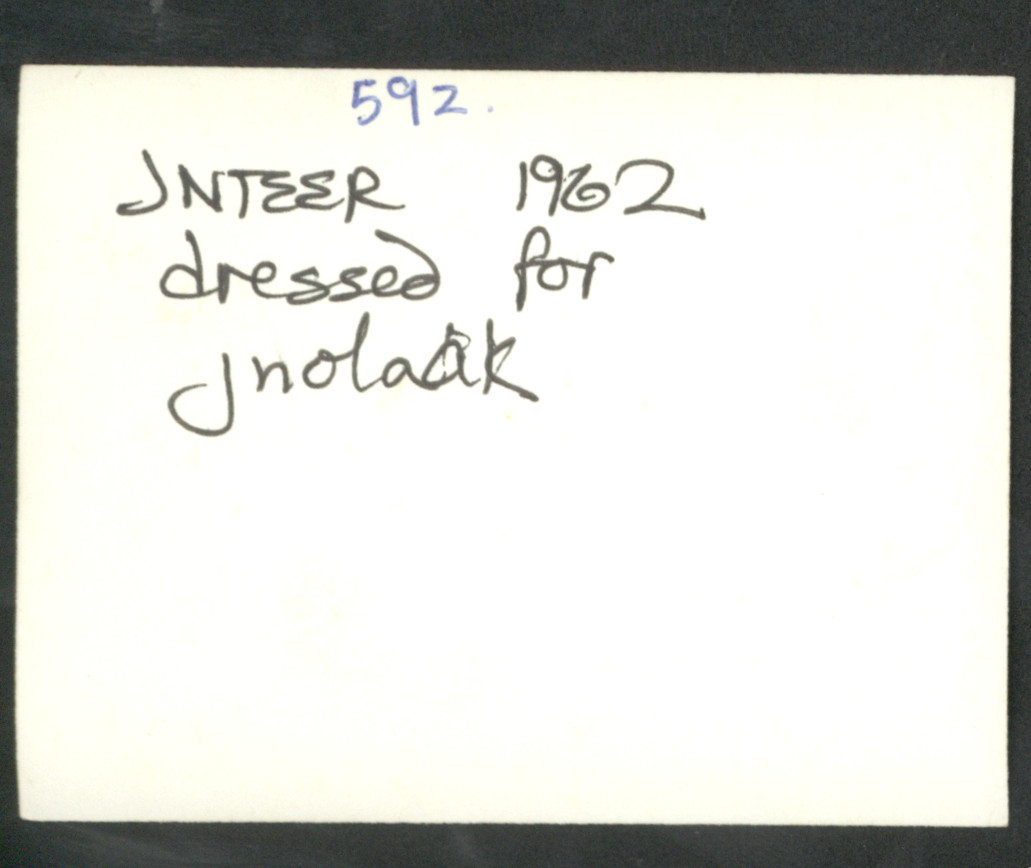 592.
JNTEER 1962
dressed for
jnolaak